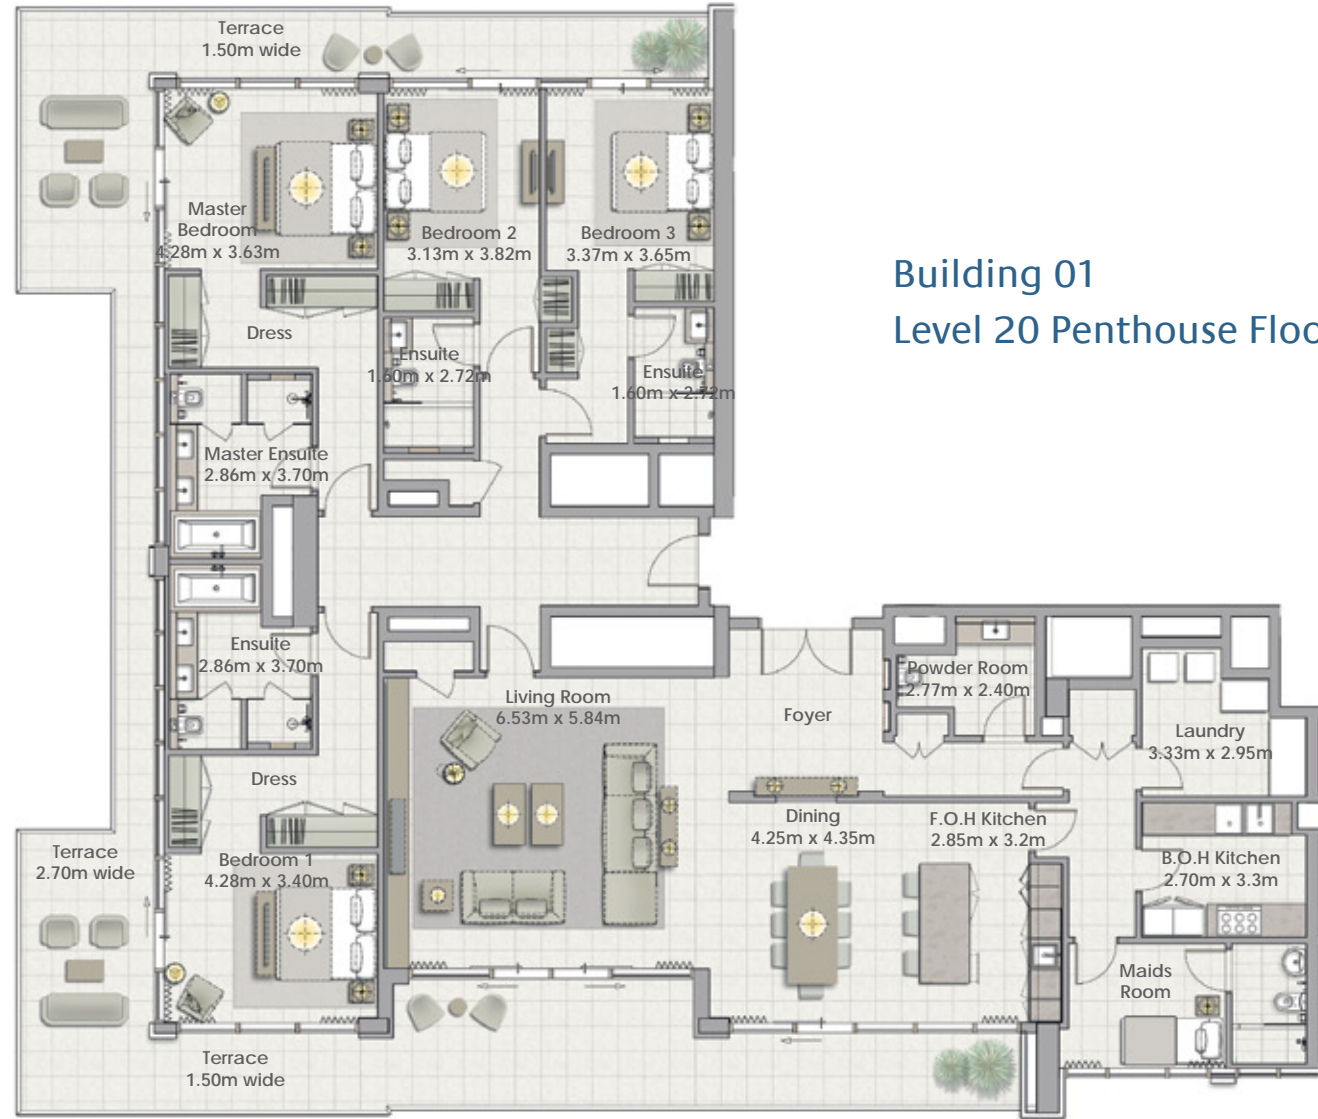 Terrace
1.50m wide
Master
Bedroom
4.28m x 3.63m
Bedroom 2
3.13m x 3.82m
Bedroom 3
3.37m x 3.65m
Building 01
Level 20 Penthouse Floo
Dress
Ensuite
1.60m x 2.72m
Ensuite
1.60m x 2.72m
Master Ensuite
2.86m x 3.70m
Ensuite
2.86m x 3.70m
Living Room
6.53m x 5.84m
Foyer
Powder Room
2.77m x 2.40m
Laundry
3.33m x 2.95m
Dress
Dining
4.25m x 4.35m
F.O.H Kitchen
2.85m x 3.2m
Terrace
2.70m wide
Bedroom 1
4.28m x 3.40m
B.O.H Kitchen
2.70m x 3.3m
Maids
Room
Terrace
1.50m wide